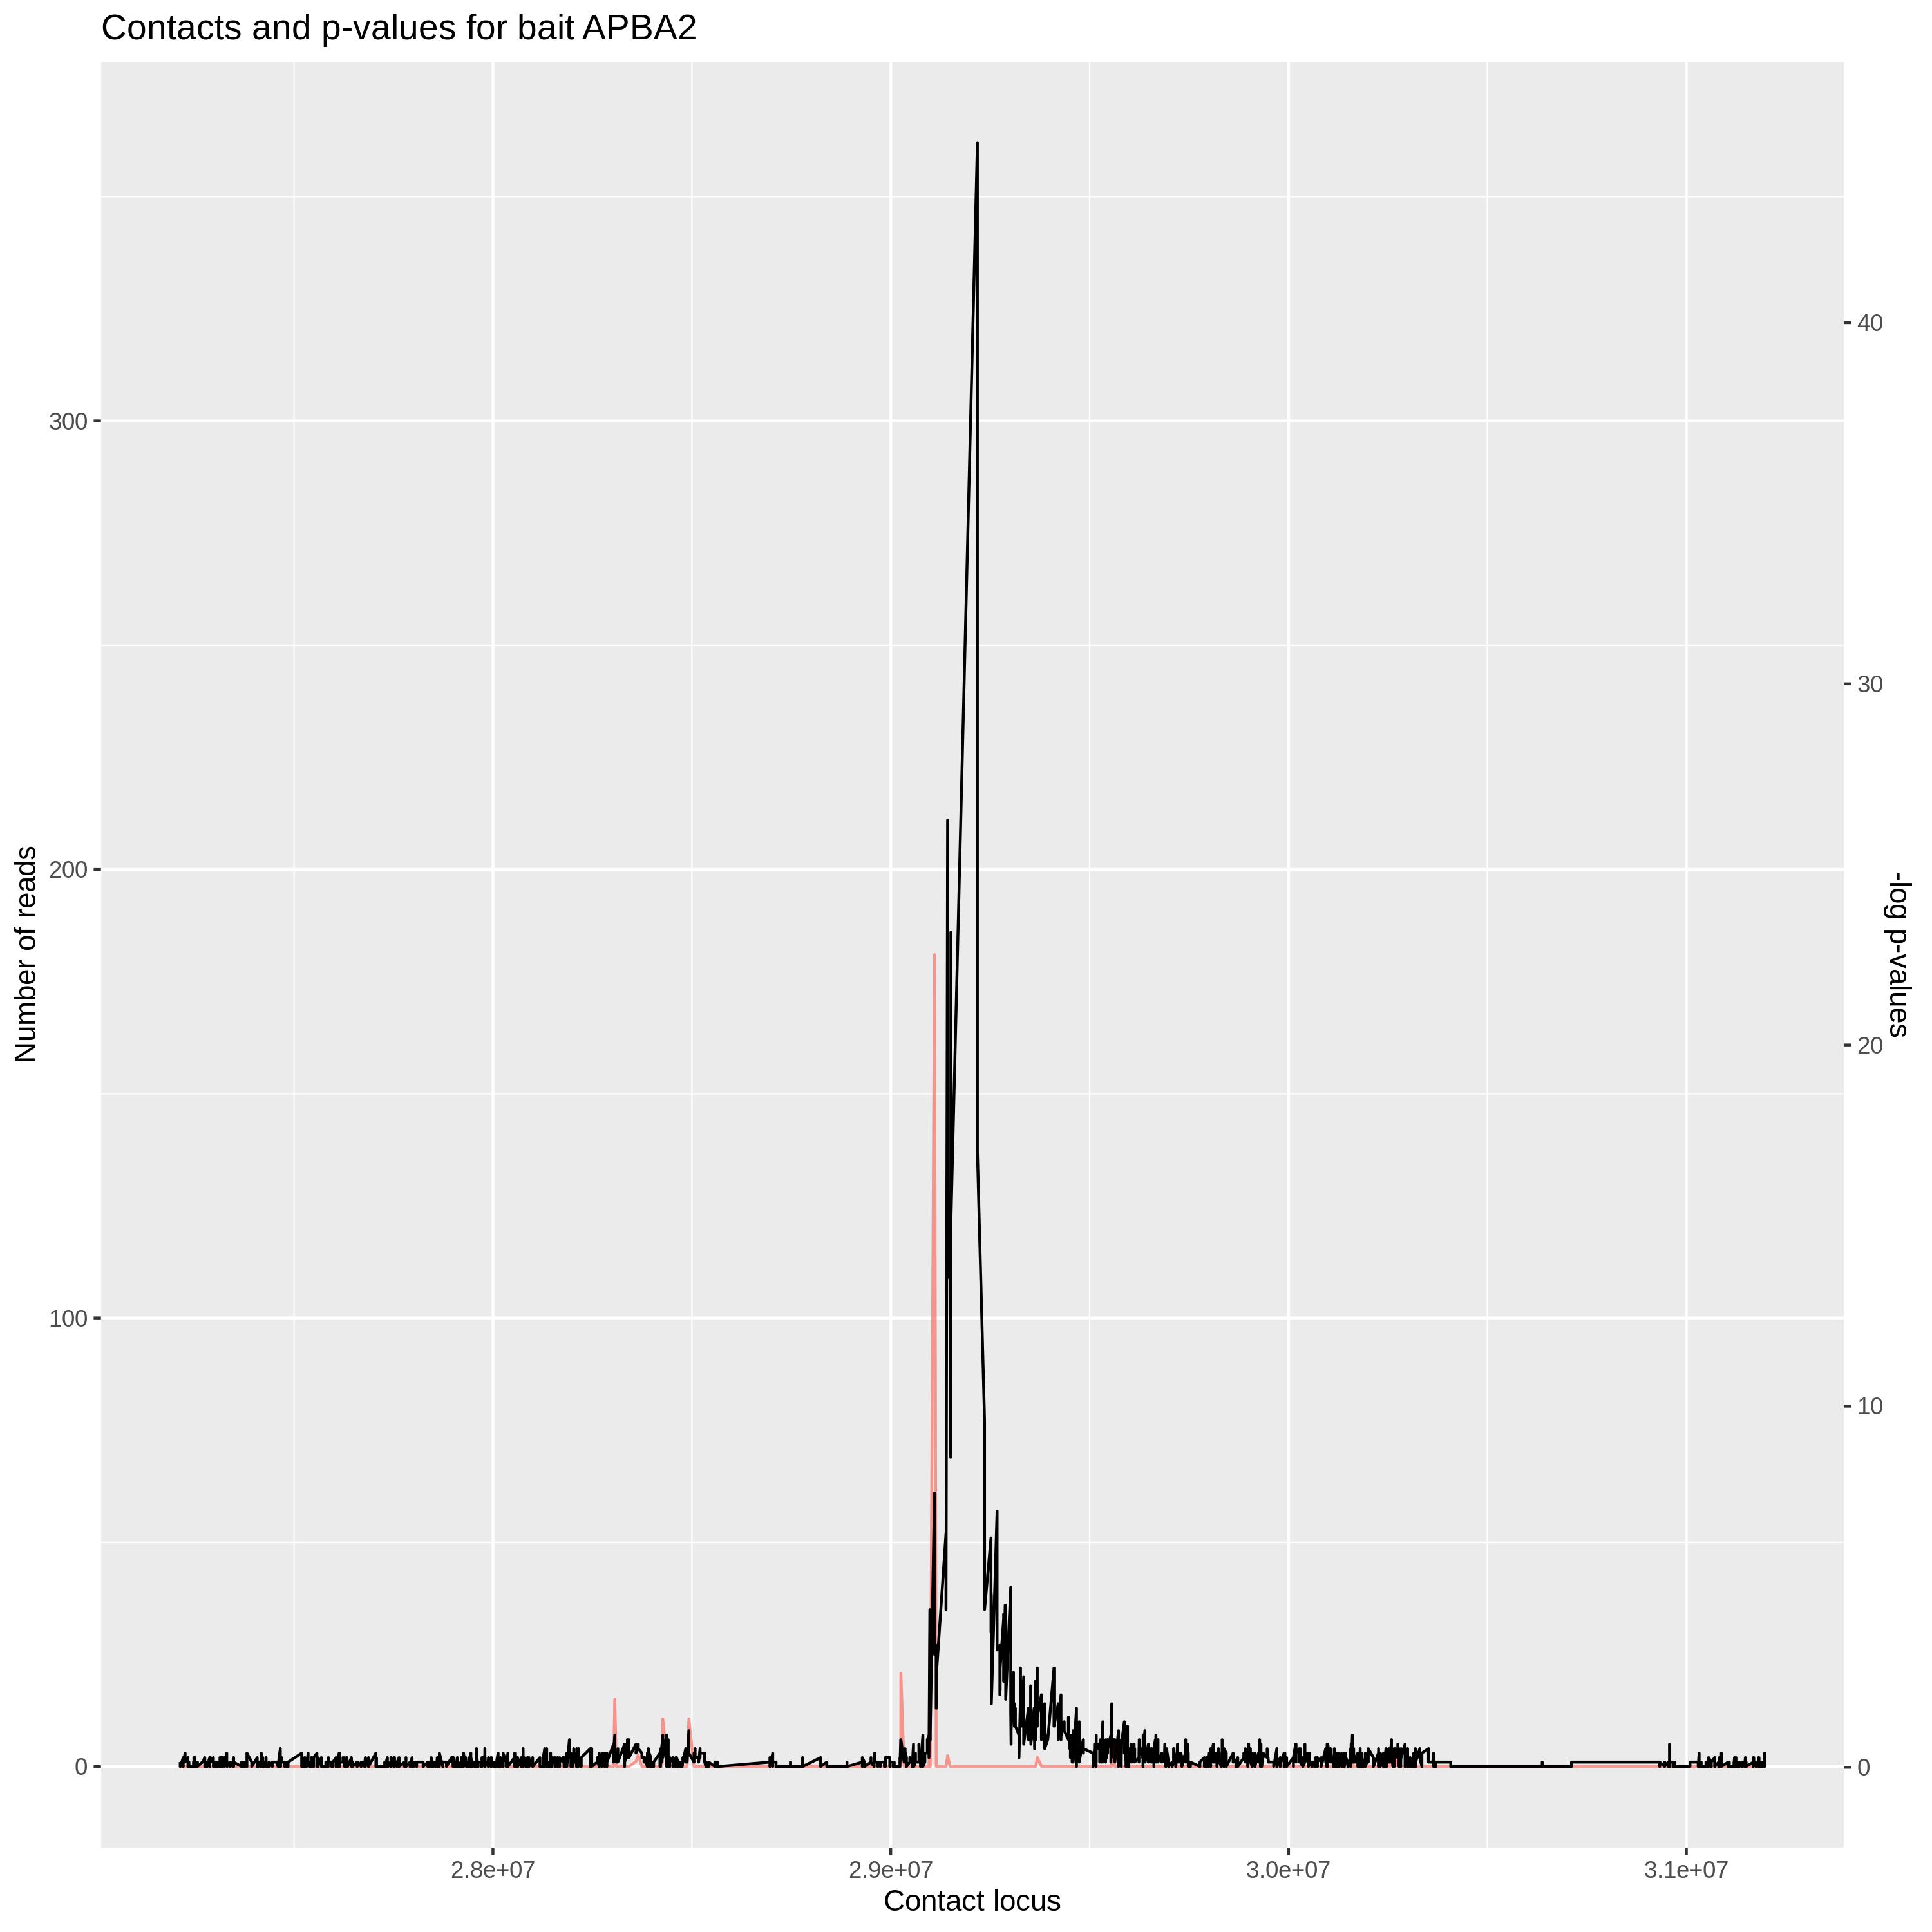 Contacts and p-values for bait APBA2
Number of reads
300
200
100
0
-log p-values
40
30
20
10
0
2.8e+07 2.9e+07 3.0e+07 3.1e+07
Contact locus